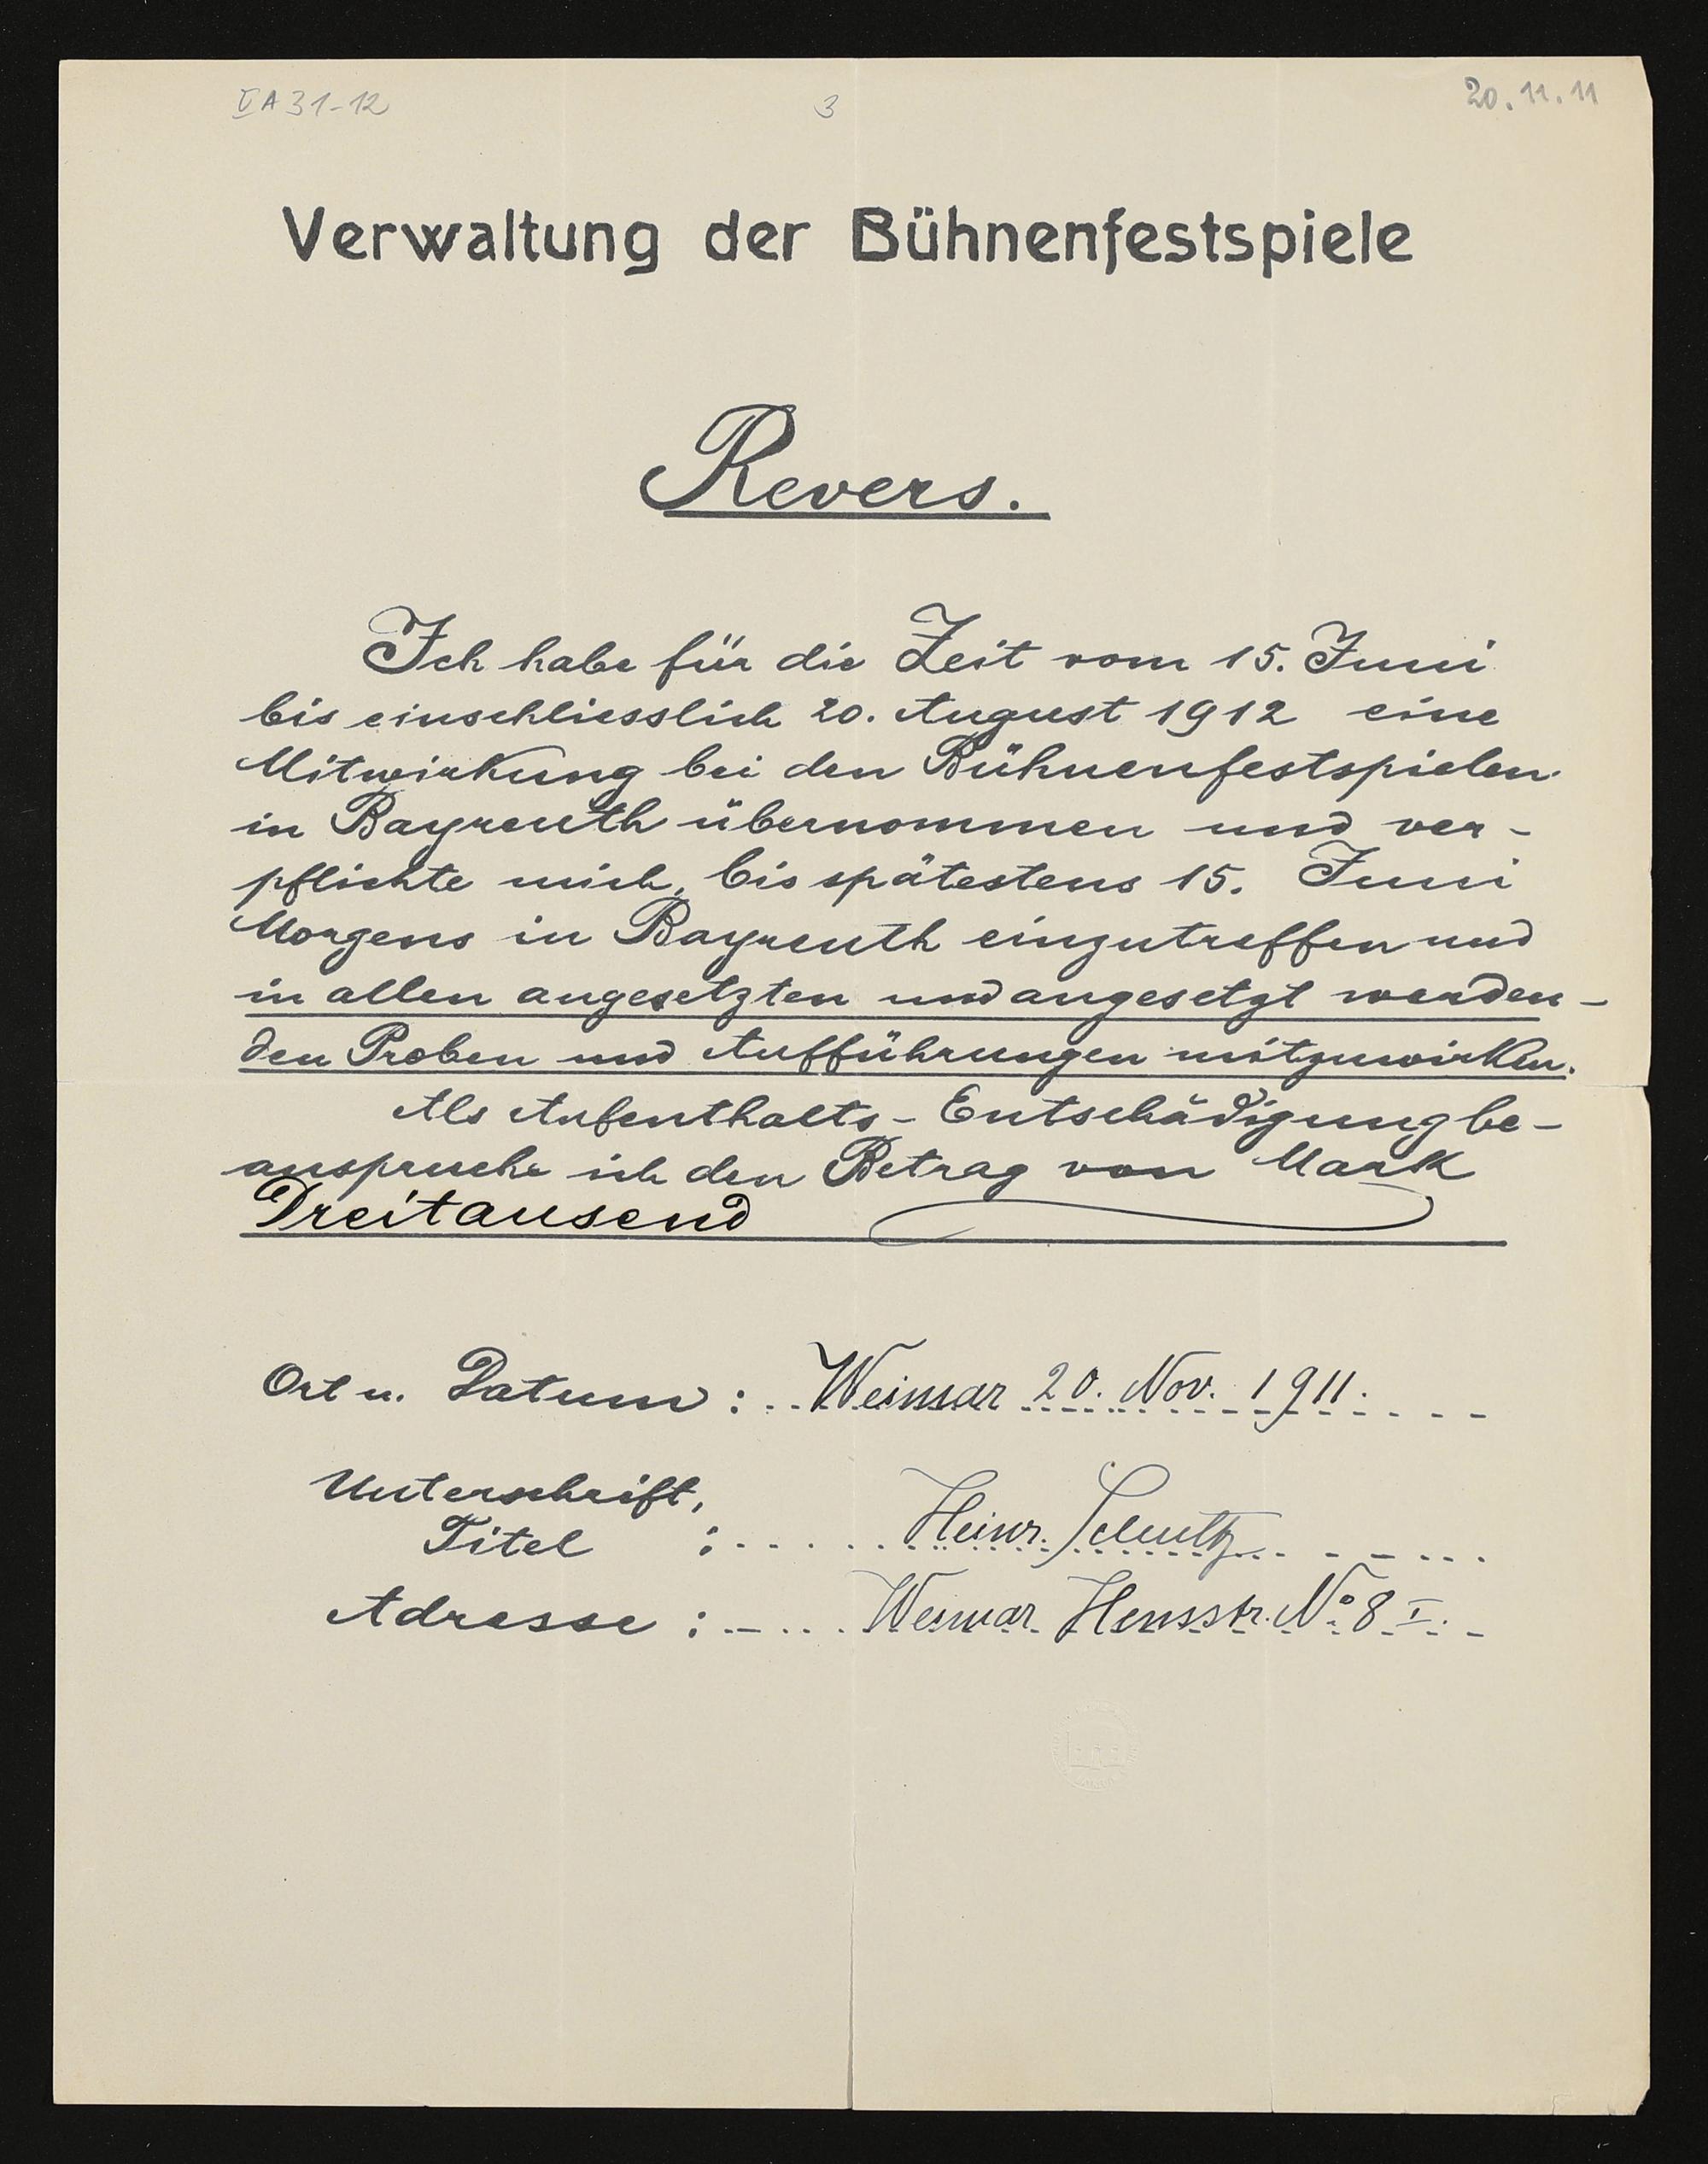 V A 31-12 3 20.11.11
Verwaltung der Bühnenfestspiele
Revers.
Ich habe für die Zeit vom 15. Juni
bis einschliesslich 20. August 1912 eine
Mitwirkung bei den Bühnenfestspielen
in Bayreuth übernommen und ver-
pflichte mich, bis spätestens 15. Juni
Morgens in Bayreuth einzutreffen und
in allen angesetzten und angesetzt werden-
den Proben und Aufführungen mitzuwirken.
Als Aufenthalts-Entschädigung be-
anspruche ich den Betrag von Mark
Dreitausend
Ort u. Datum: Weimar 20. Nov. 1911.
Unterschrift,
Titel : Heinr. Schultz
Adresse : Weimar Hensstr. No 8 I.